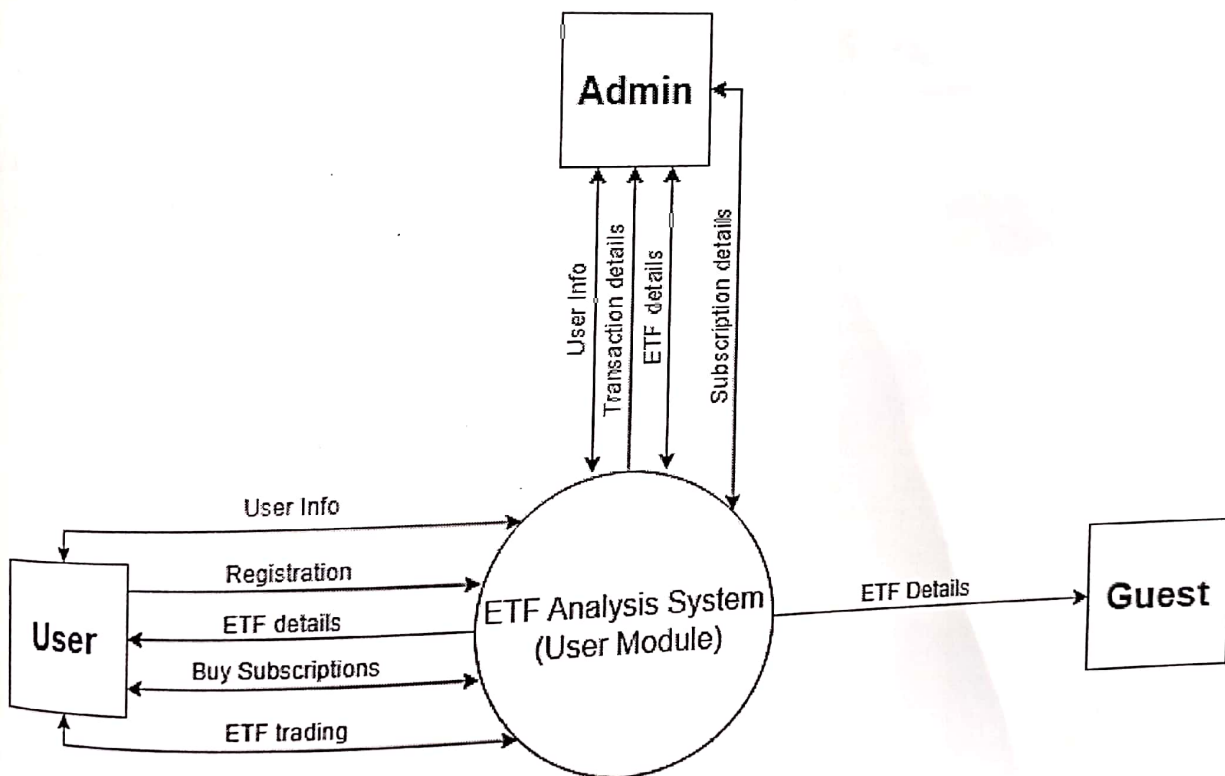 Admin
User Info
Transaction details
ETF details
Subscription details
User Info
Registration
ETF details
Buy Subscriptions
ETF trading
User
ETF Analysis System
(User Module)
ETF Details
Guest